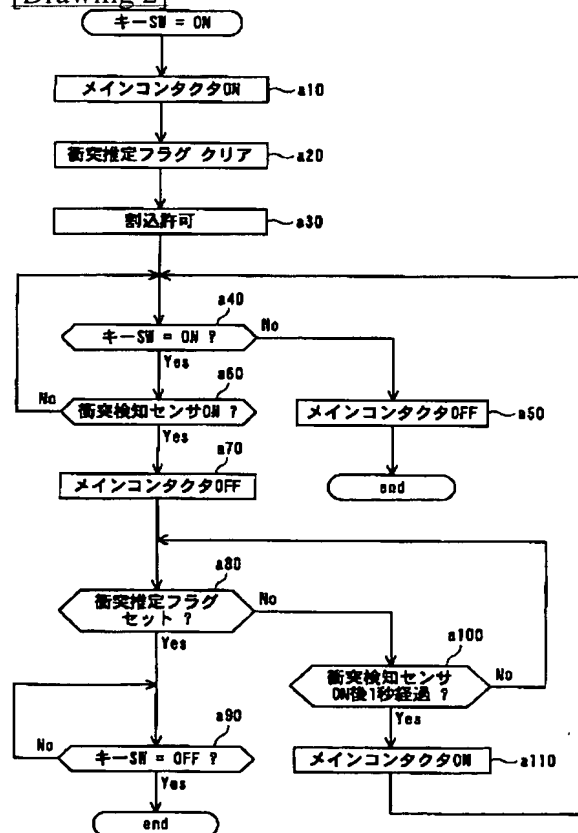 [Drawing 2]
キーSW = ON
メインコンタクタON
a10
衝突推定フラグ クリア
a20
割込許可
a30
a40
キーSW = ON ?
No
Yes
a60
No
衝突検知センサON ?
メインコンタクタOFF
a50
Yes
a70
end
メインコンタクタOFF
a80
衝突推定フラグ
セット ?
No
Yes
a100
衝突検知センサ
ON後1秒経過 ?
No
a90
Yes
No
キーSW = OFF ?
メインコンタクタON
a110
Yes
end